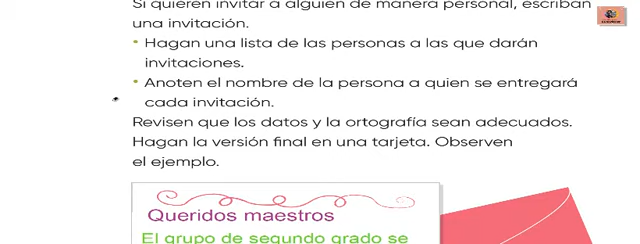 Si quieren invitar a alguien de manera personal, escriban
una invitación.
• Hagan una lista de las personas a las que darán
invitaciones.
• Anoten el nombre de la persona a quien se entregará
cada invitación.
Revisen que los datos y la ortografía sean adecuados.
Hagan la versión final en una tarjeta. Observen
el ejemplo.
Queridos maestros
El grupo de segundo grado se